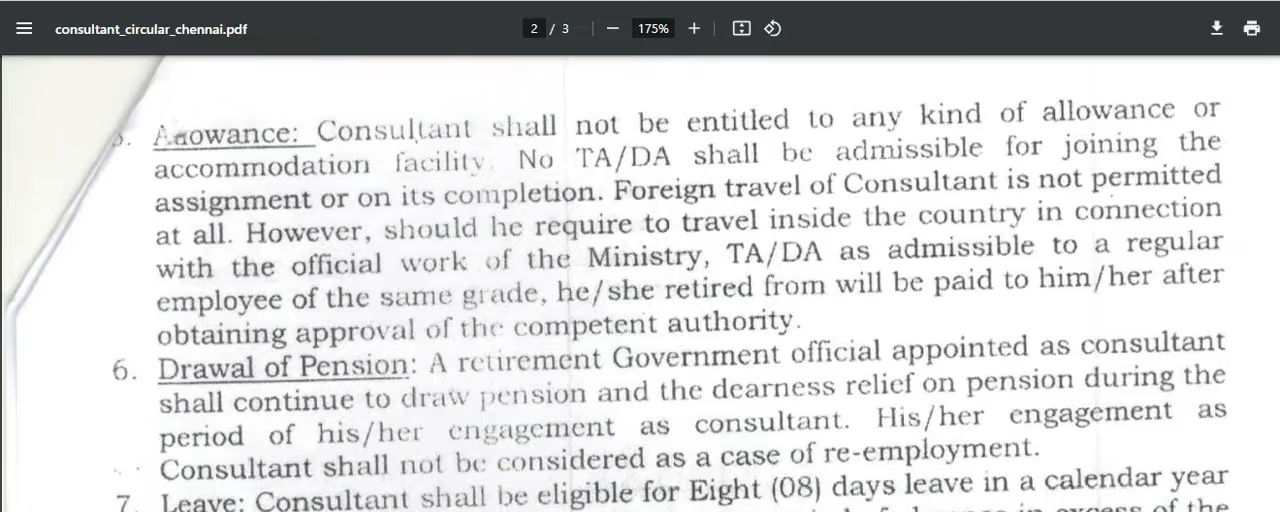 consultant_circular_chennai.pdf 2 / 3 175%
5. Allowance: Consultant shall not be entitled to any kind of allowance or
accommodation facility. No TA/DA shall be admissible for joining the
assignment or on its completion. Foreign travel of Consultant is not permitted
at all. However, should he require to travel inside the country in connection
with the official work of the Ministry, TA/DA as admissible to a regular
employee of the same grade, he/she retired from will be paid to him/her after
obtaining approval of the competent authority.
6. Drawal of Pension: A retirement Government official appointed as consultant
shall continue to draw pension and the dearness relief on pension during the
period of his/her engagement as consultant. His/her engagement as
Consultant shall not be considered as a case of re-employment.
7. Leave: Consultant shall be eligible for Eight (08) days leave in a calendar year
in excess of the